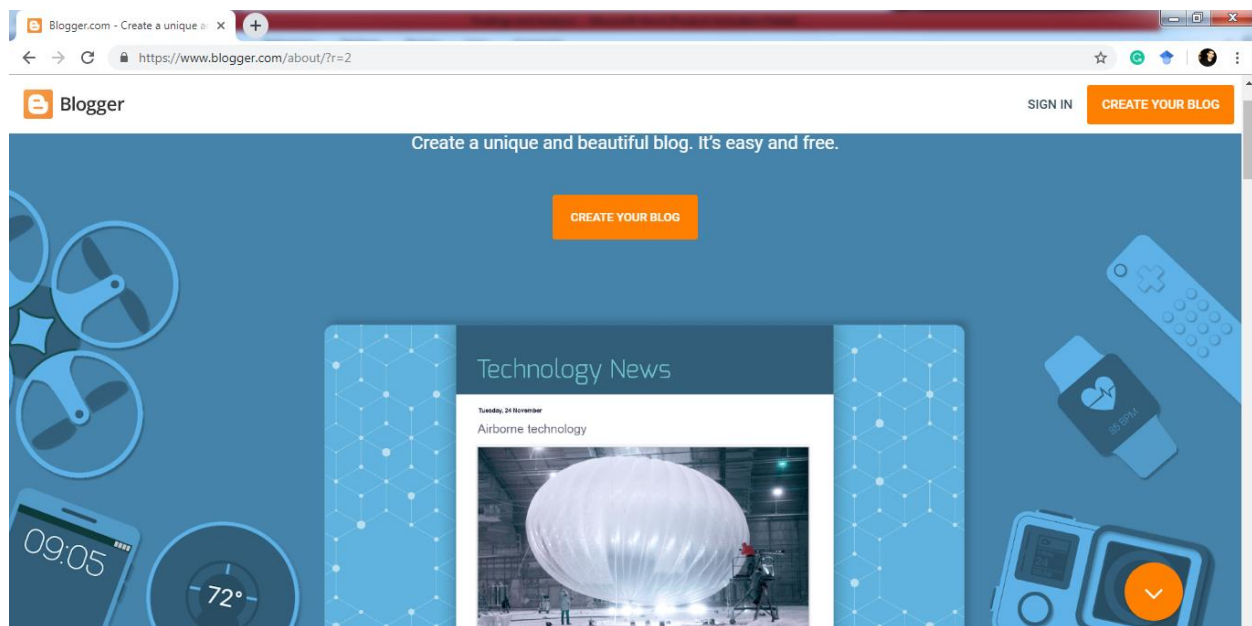 Blogger.com - Create a unique a
https://www.blogger.com/about/?r=2
Blogger
SIGN IN
CREATE YOUR BLOG
Create a unique and beautiful blog. It's easy and free.
CREATE YOUR BLOG
Technology News
Tuesday, 24 November
Airborne technology
09:05
72°
85 BPM